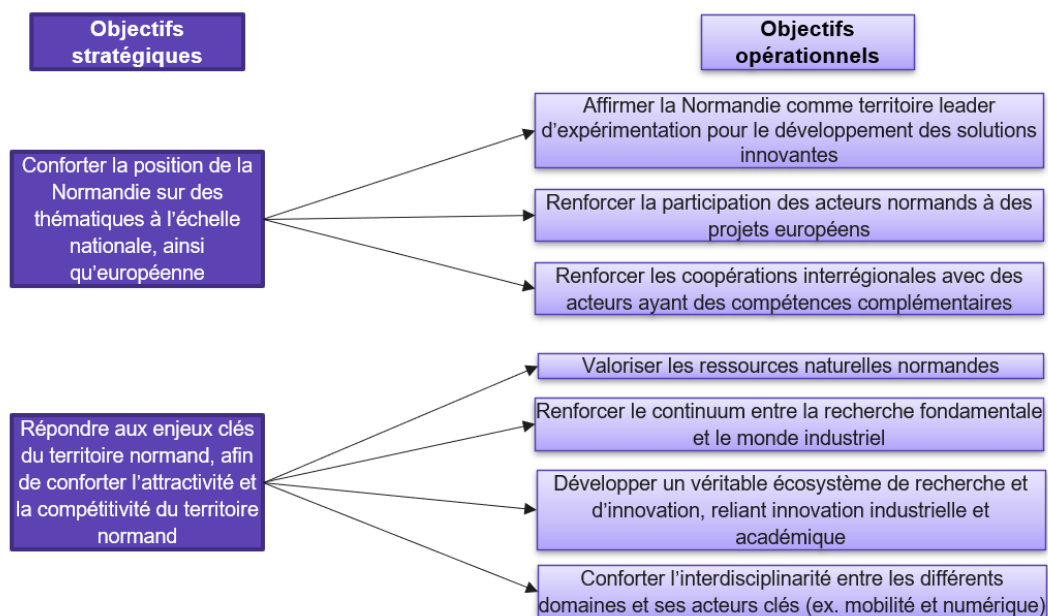 Objectifs
stratégiques
Objectifs
opérationnels
Conforter la position de la
Normandie sur des
thématiques à l’échelle
nationale, ainsi
qu’européenne
Affirmer la Normandie comme territoire leader
d’expérimentation pour le développement des solutions
innovantes
Renforcer la participation des acteurs normands à des
projets européens
Renforcer les coopérations interrégionales avec des
acteurs ayant des compétences complémentaires
Répondre aux enjeux clés
du territoire normand, afin
de conforter l’attractivité et
la compétitivité du territoire
normand
Valoriser les ressources naturelles normandes
Renforcer le continuum entre la recherche fondamentale
et le monde industriel
Développer un véritable écosystème de recherche et
d’innovation, reliant innovation industrielle et
académique
Conforter l’interdisciplinarité entre les différents
domaines et ses acteurs clés (ex. mobilité et numérique)